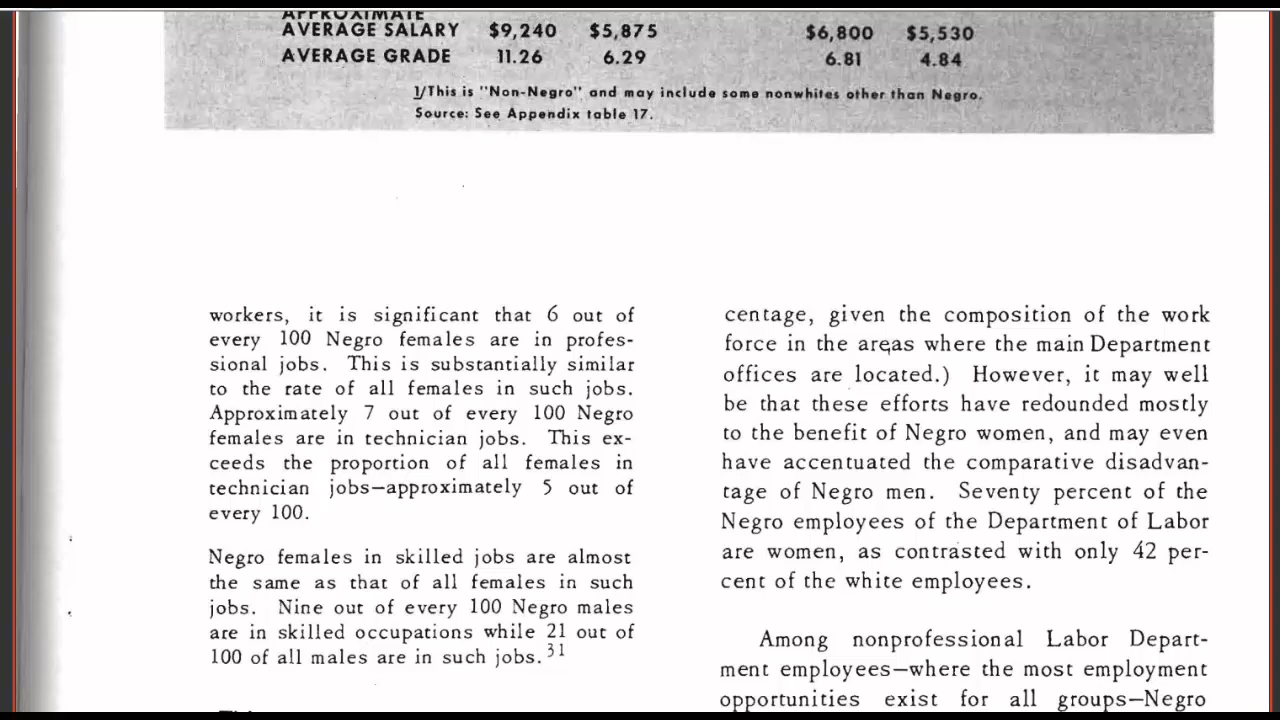 APPROXIMATE
AVERAGE SALARY $9,240 $5,875 $6,800 $5,530
AVERAGE GRADE 11.26 6.29 6.81 4.84
1/This is "Non-Negro" and may include some nonwhites other than Negro.
Source: See Appendix table 17.
workers, it is significant that 6 out of
every 100 Negro females are in profes-
sional jobs. This is substantially similar
to the rate of all females in such jobs.
Approximately 7 out of every 100 Negro
females are in technician jobs. This ex-
ceeds the proportion of all females in
technician jobs—approximately 5 out of
every 100.
Negro females in skilled jobs are almost
the same as that of all females in such
jobs. Nine out of every 100 Negro males
are in skilled occupations while 21 out of
100 of all males are in such jobs.31
centage, given the composition of the work
force in the areas where the main Department
offices are located.) However, it may well
be that these efforts have redounded mostly
to the benefit of Negro women, and may even
have accentuated the comparative disadvan-
tage of Negro men. Seventy percent of the
Negro employees of the Department of Labor
are women, as contrasted with only 42 per-
cent of the white employees.
Among nonprofessional Labor Depart-
ment employees—where the most employment
opportunities exist for all groups—Negro